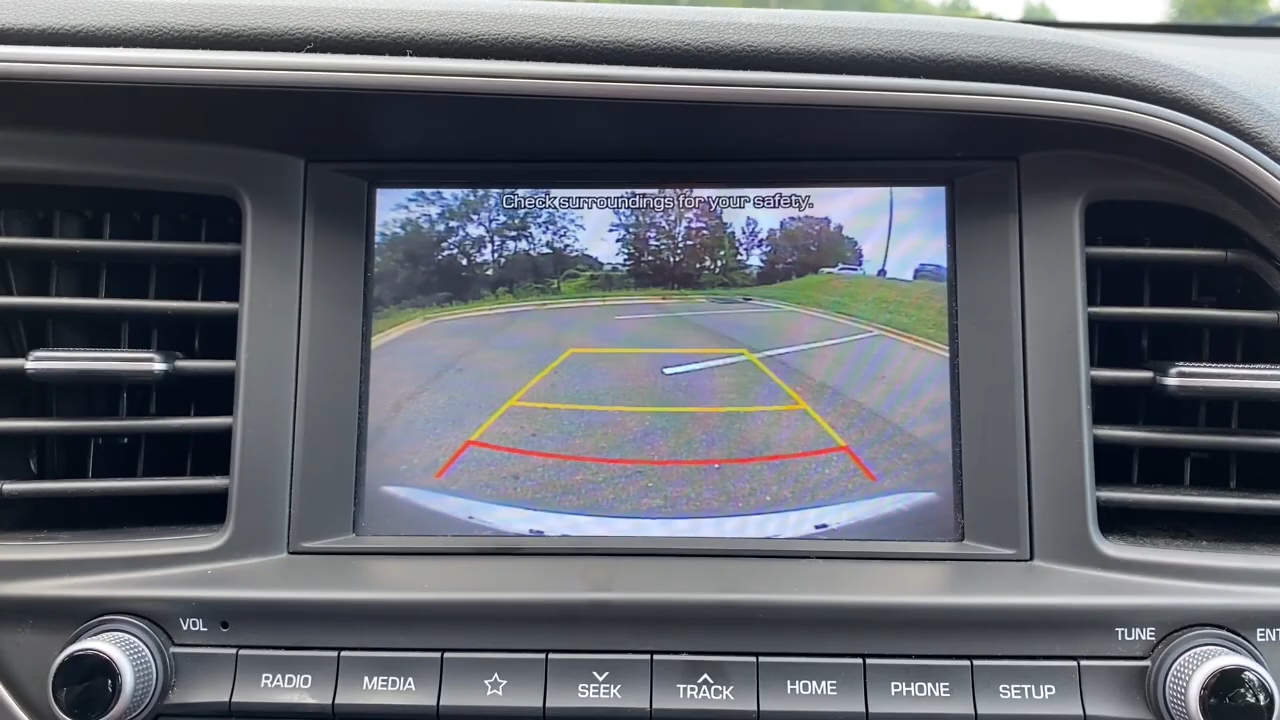 Check surroundings for your safety.
VOL
TUNE
ENT
RADIO
MEDIA
SEEK
TRACK
HOME
PHONE
SETUP